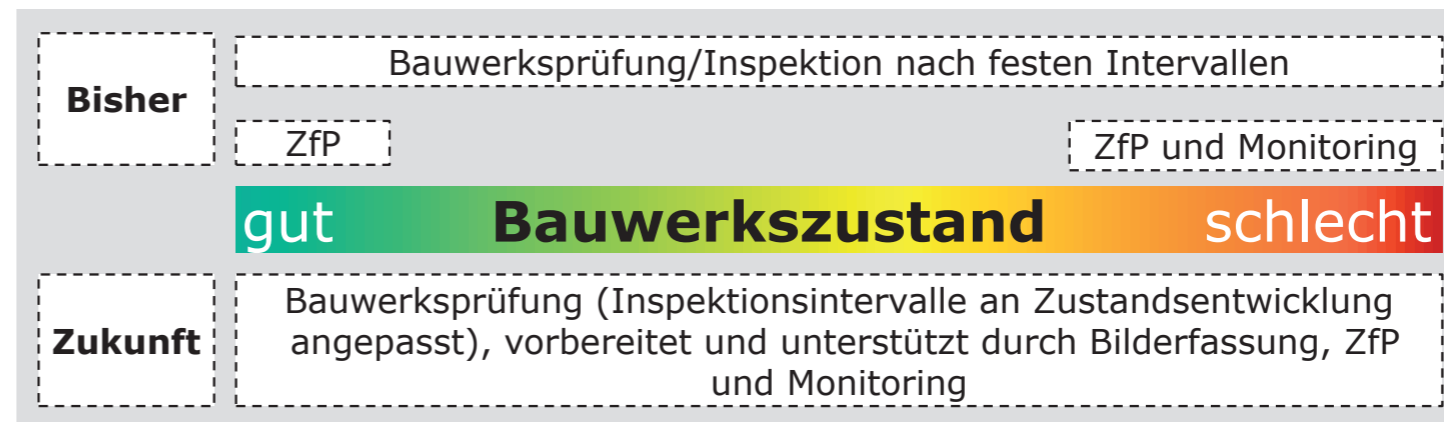 Bisher
Bauwerksprüfung/Inspektion nach festen Intervallen
ZfP
ZfP und Monitoring
gut Bauwerkszustand schlecht
Zukunft
Bauwerksprüfung (Inspektionsintervalle an Zustandsentwicklung
angepasst), vorbereitet und unterstützt durch Bilderfassung, ZfP
und Monitoring